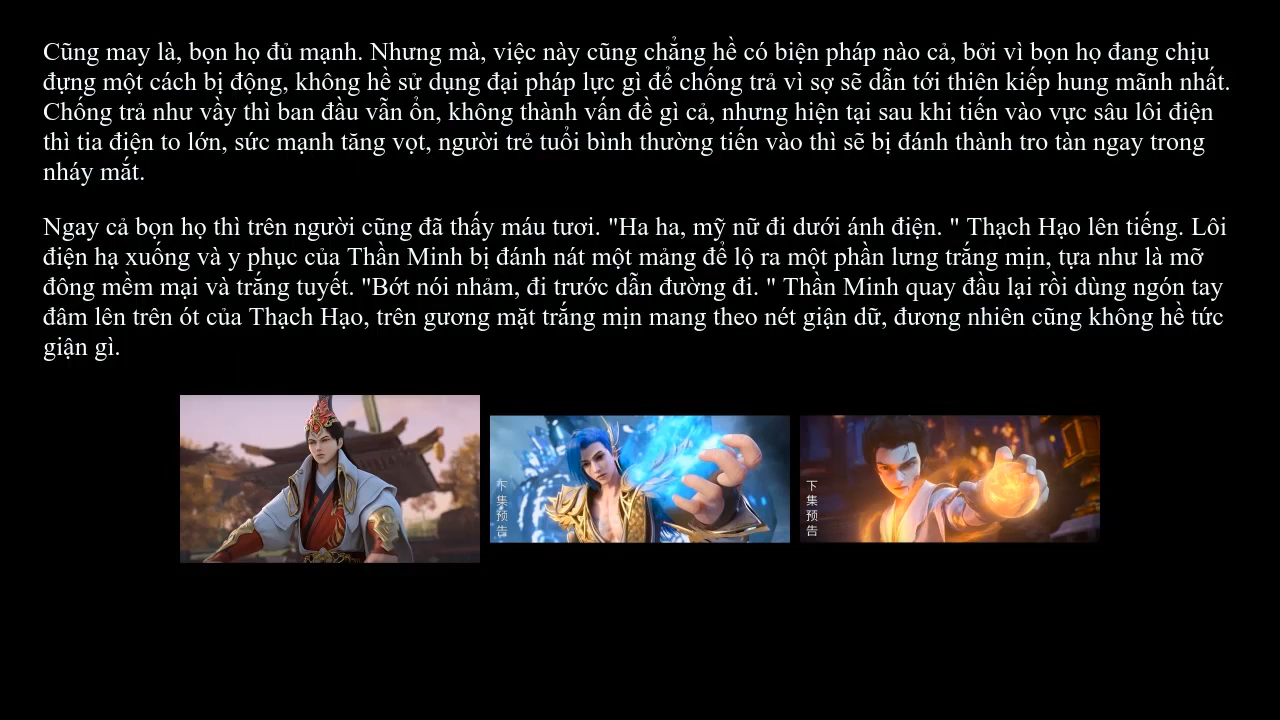 Cũng may là, bọn họ đủ mạnh. Nhưng mà, việc này cũng chẳng hề có biện pháp nào cả, bởi vì bọn họ đang chịu
đựng một cách bị động, không hề sử dụng đại pháp lực gì để chống trả vì sợ sẽ dẫn tới thiên kiếp hung mãnh nhất.
Chống trả như vầy thì ban đầu vẫn ổn, không thành vấn đề gì cả, nhưng hiện tại sau khi tiến vào vực sâu lôi điện
thì tia điện to lớn, sức mạnh tăng vọt, người trẻ tuổi bình thường tiến vào thì sẽ bị đánh thành tro tàn ngay trong
nháy mắt.
Ngay cả bọn họ thì trên người cũng đã thấy máu tươi. "Ha ha, mỹ nữ đi dưới ánh điện. " Thạch Hạo lên tiếng. Lôi
điện hạ xuống và y phục của Thần Minh bị đánh nát một mảng để lộ ra một phần lưng trắng mịn, tựa như là mỡ
đông mềm mại và trắng tuyết. "Bớt nói nhảm, đi trước dẫn đường đi. " Thần Minh quay đầu lại rồi dùng ngón tay
đâm lên trên ót của Thạch Hạo, trên gương mặt trắng mịn mang theo nét giận dữ, đương nhiên cũng không hề tức
giận gì.
下集预告
下集预告